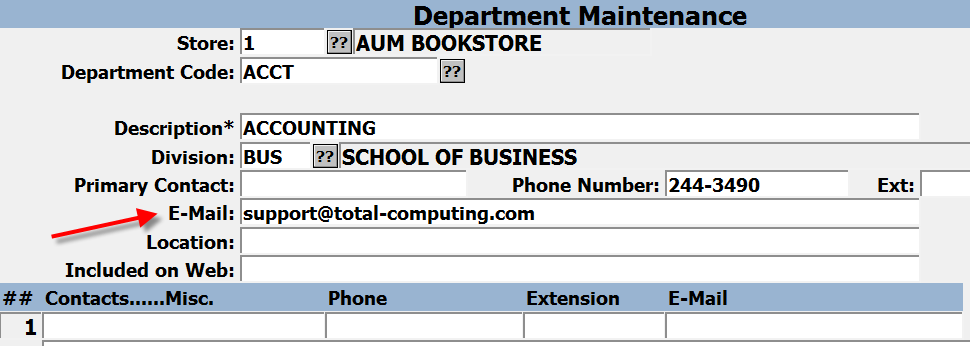 Department Maintenance
Store: 1 ?? AUM BOOKSTORE
Department Code: ACCT ??
Description* ACCOUNTING
Division: BUS ?? SCHOOL OF BUSINESS
Primary Contact: Phone Number: 244-3490 Ext:
E-Mail: support@total-computing.com
Location:
Included on Web:
## Contacts......Misc. Phone Extension E-Mail
1